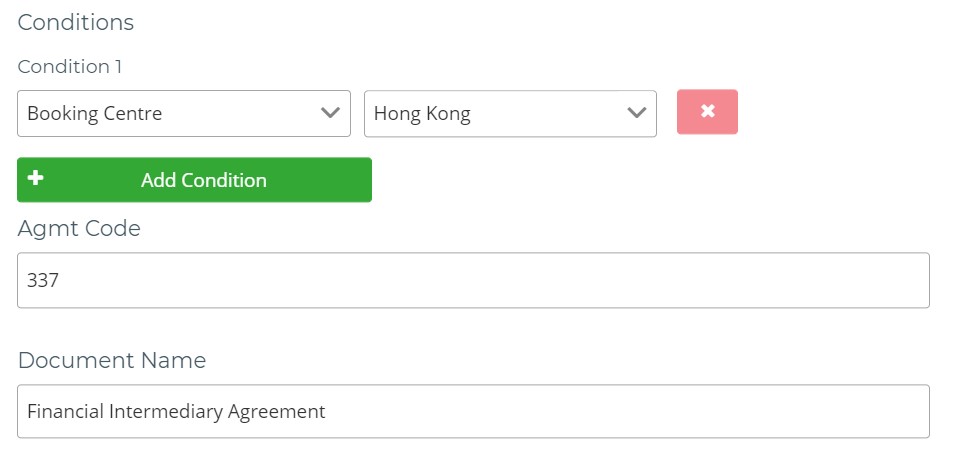 Conditions
Condition 1
Booking Centre Hong Kong
Add Condition
Agmt Code
337
Document Name
Financial Intermediary Agreement